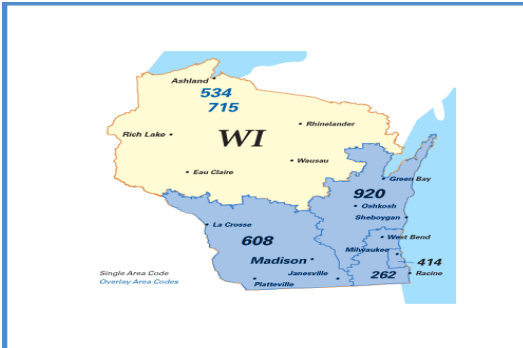 Ashland
534
715
Rhinelander
Rich Lake
WI
Wausau
Eau Claire
Green Bay
920
Oshkosh
Sheboygan
La Crosse
608
West Bend
Milwaukee
Madison
414
Janesville
262
Racine
Platteville
Single Area Code
Overlay Area Codes